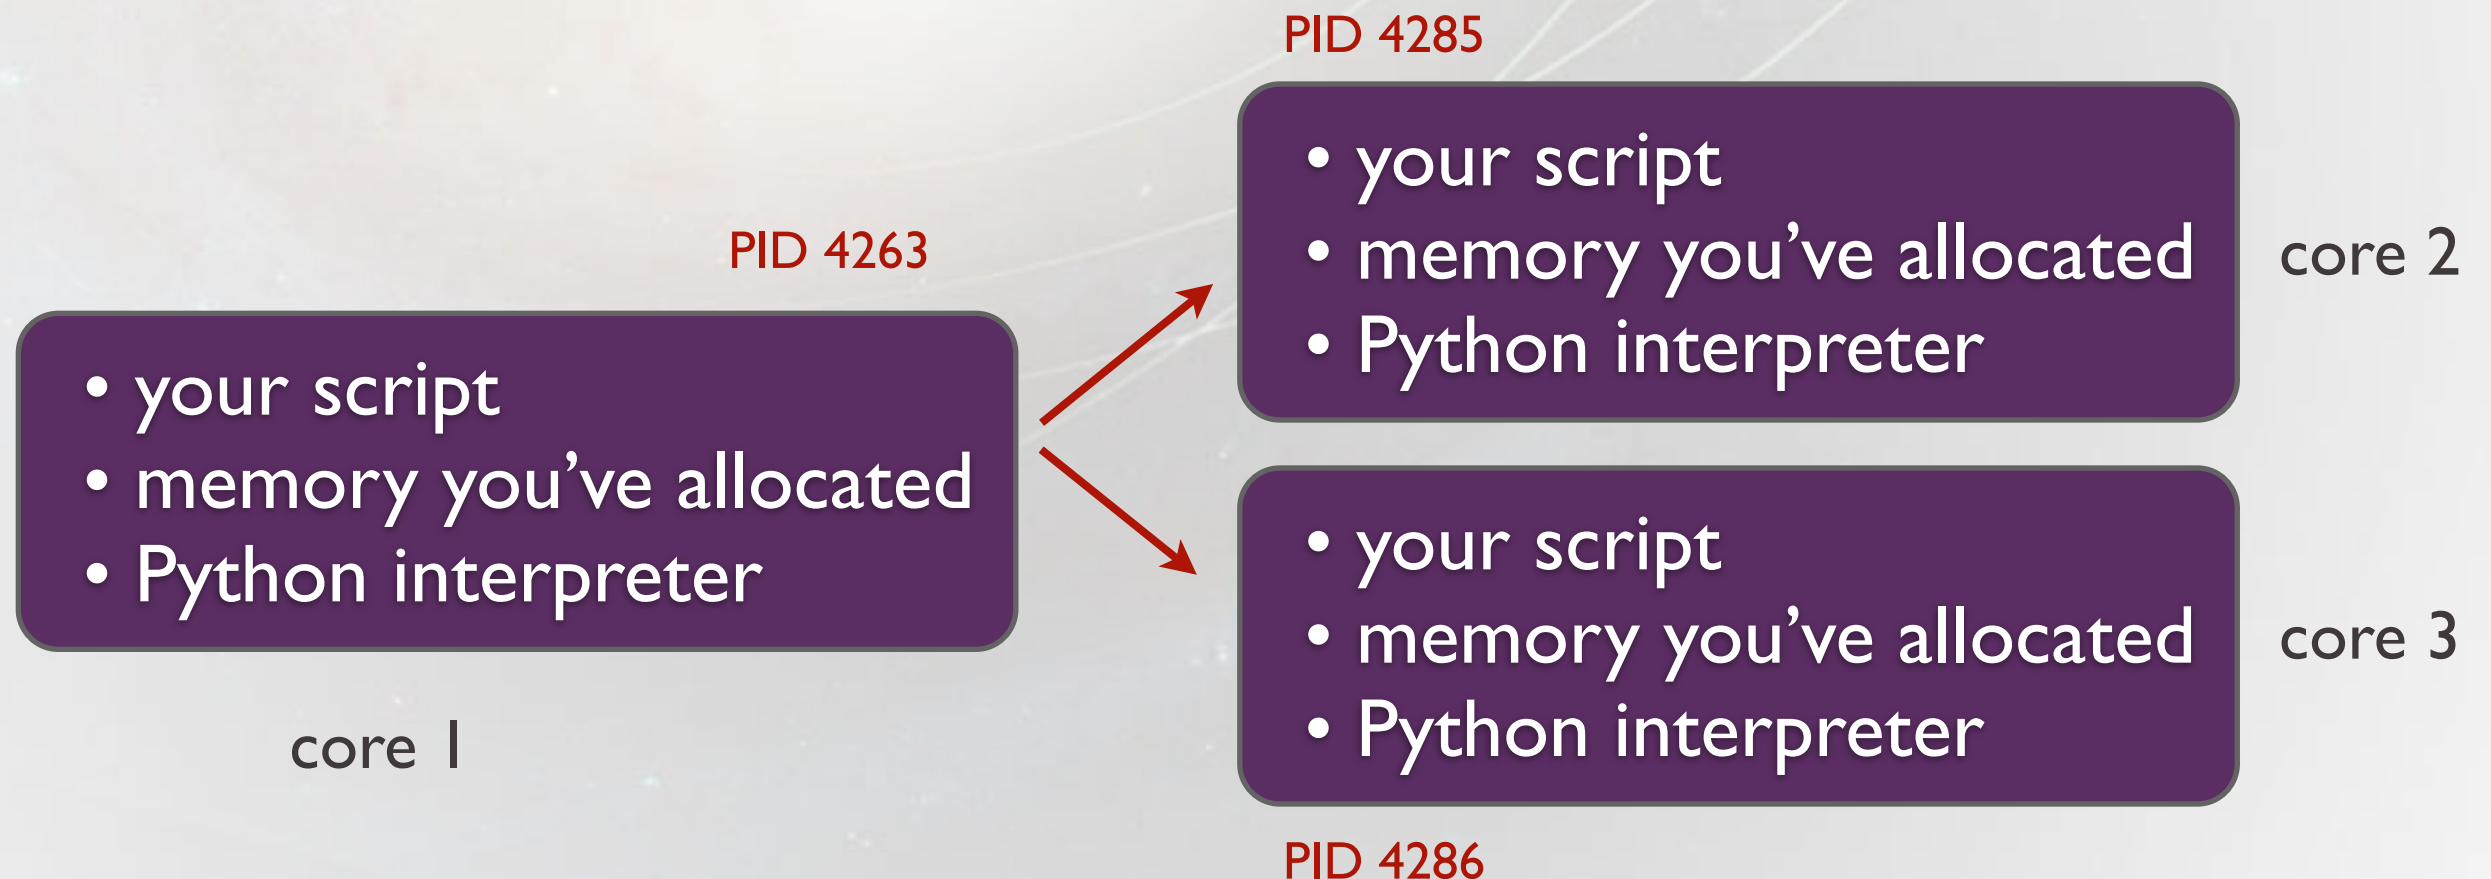 PID 4263
• your script
• memory you’ve allocated
• Python interpreter
core 1
PID 4285
• your script
• memory you’ve allocated
• Python interpreter
core 2
• your script
• memory you’ve allocated
• Python interpreter
core 3
PID 4286